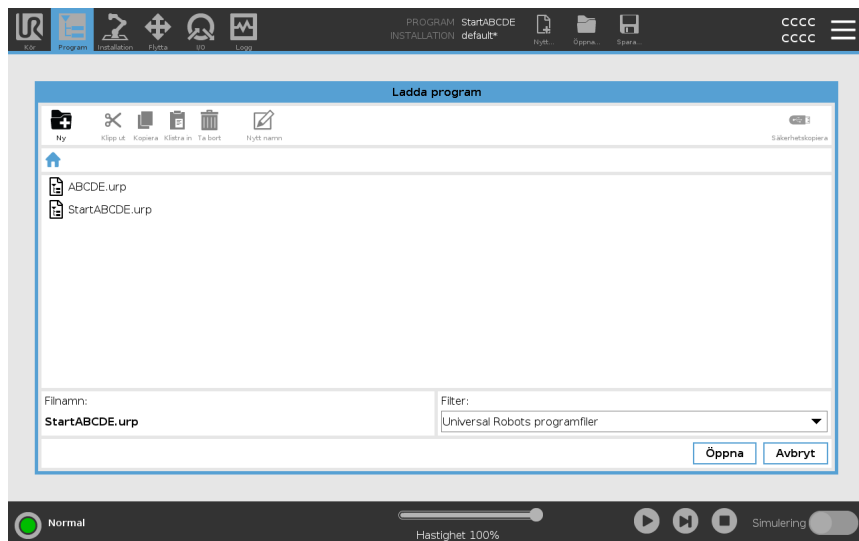 PROGRAM StartABCDE
INSTALLATION default*
CCCC
CCCC
UR
Kör Program Installation Flytta I/O Logg Nytt... Öppna... Spara...
Ladda program
Ny Klipp ut Kopiera Klistra in Ta bort Nytt namn Säkerhetskopiera
ABCDE.urp
StartABCDE.urp
Filnamn: Filter:
StartABCDE.urp Universal Robots programfiler
Öppna Avbryt
Normal
Hastighet 100%
Simulering